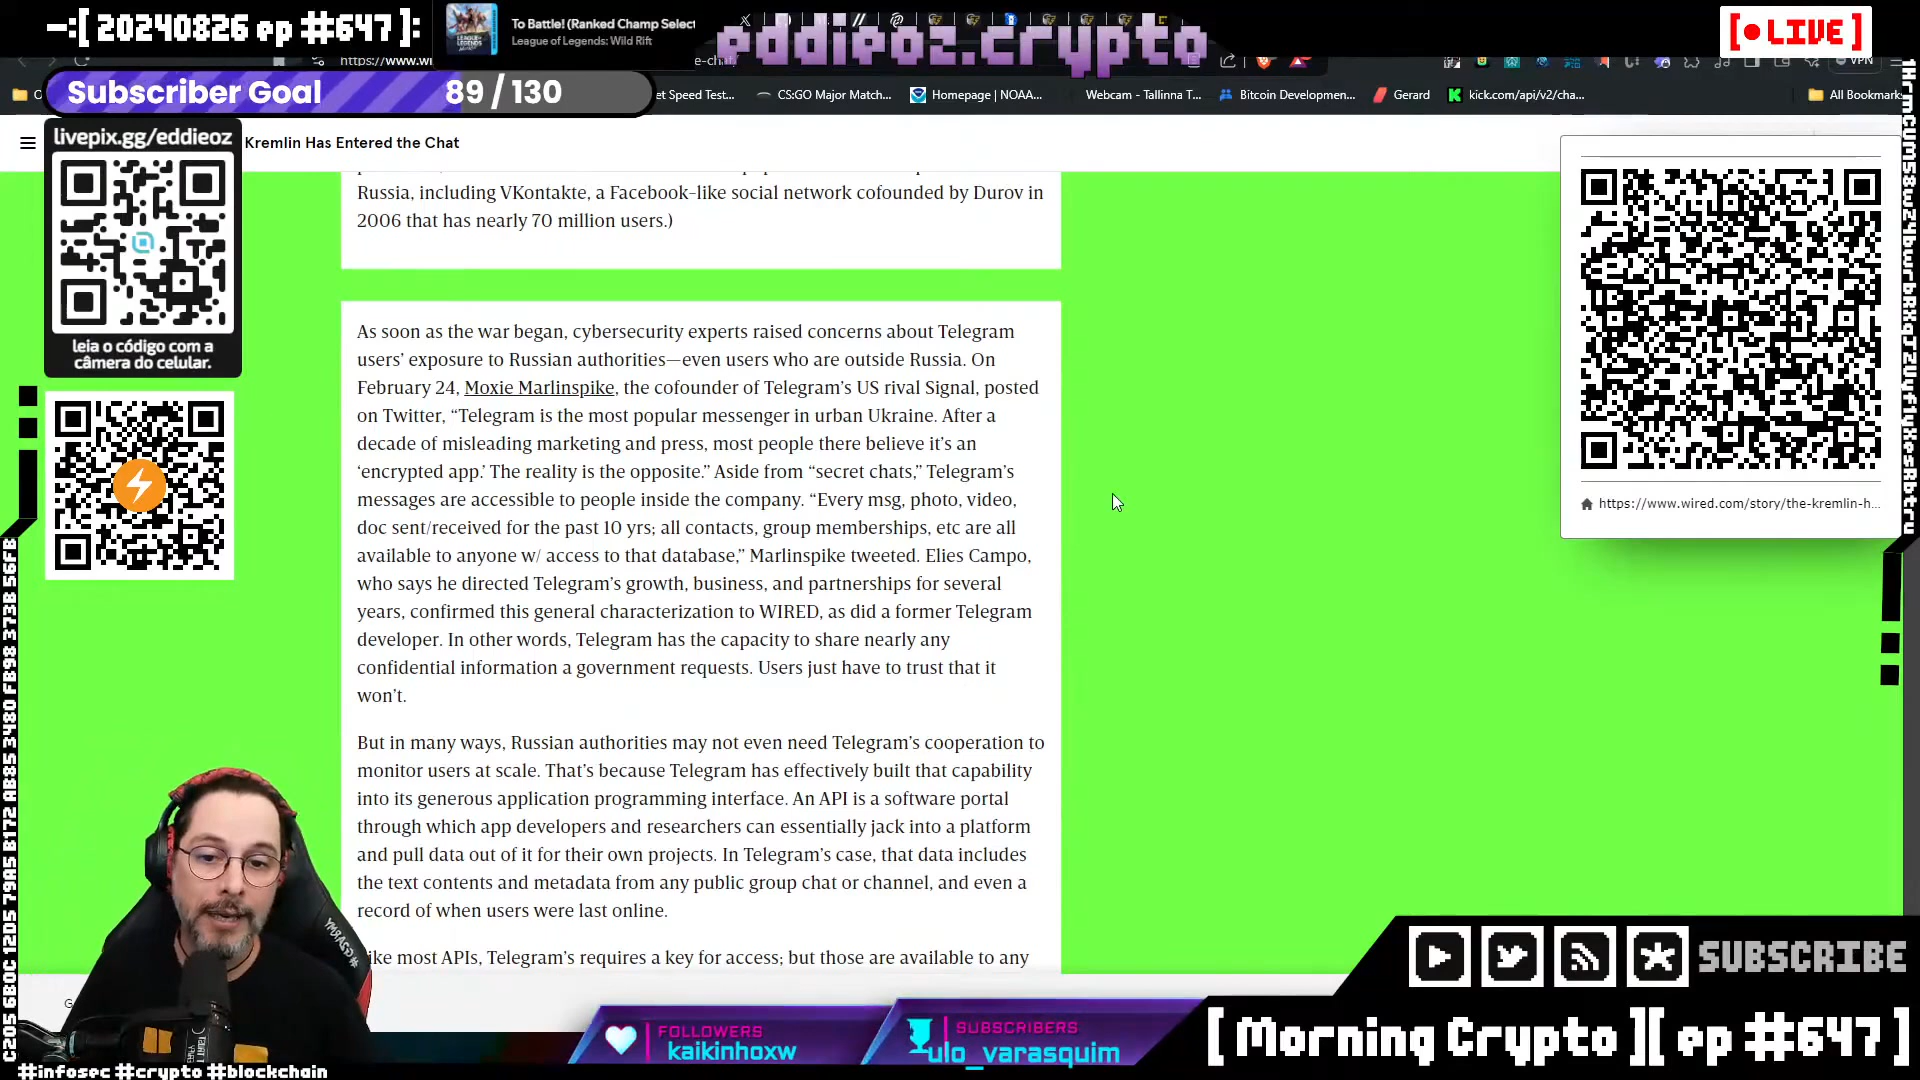 —:[ 20240826 ep #647 ]:
To Battle! (Ranked Champ Select
League of Legends: Wild Rift
eddieoz.crypto
[ • LIVE ]
https://www.wi
e-chat
VPN
Subscriber Goal 89 / 130
et Speed Test...
CS:GO Major Match...
Homepage | NOAA...
Webcam - Tallinna T...
Bitcoin Developmen...
Gerard
kick.com/api/v2/cha...
All Bookmarks
livepix.gg/eddieoz
leia o código com a
câmera do celular.
Kremlin Has Entered the Chat
Russia, including VKontakte, a Facebook-like social network cofounded by Durov in
2006 that has nearly 70 million users.)
As soon as the war began, cybersecurity experts raised concerns about Telegram
users’ exposure to Russian authorities—even users who are outside Russia. On
February 24, Moxie Marlinspike, the cofounder of Telegram’s US rival Signal, posted
on Twitter, “Telegram is the most popular messenger in urban Ukraine. After a
decade of misleading marketing and press, most people there believe it’s an
‘encrypted app.’ The reality is the opposite.” Aside from “secret chats,” Telegram’s
messages are accessible to people inside the company. “Every msg, photo, video,
doc sent/received for the past 10 yrs; all contacts, group memberships, etc are all
available to anyone w/ access to that database,” Marlinspike tweeted. Elies Campo,
who says he directed Telegram’s growth, business, and partnerships for several
years, confirmed this general characterization to WIRED, as did a former Telegram
developer. In other words, Telegram has the capacity to share nearly any
confidential information a government requests. Users just have to trust that it
won’t.
But in many ways, Russian authorities may not even need Telegram’s cooperation to
monitor users at scale. That’s because Telegram has effectively built that capability
into its generous application programming interface. An API is a software portal
through which app developers and researchers can essentially jack into a platform
and pull data out of it for their own projects. In Telegram’s case, that data includes
the text contents and metadata from any public group chat or channel, and even a
record of when users were last online.
ike most APIs, Telegram’s requires a key for access; but those are available to any
https://www.wired.com/story/the-kremlin-h...
C205 6B0C 12D5 79A5 B172 AB85 3480 FB98 373B 56FB
SUBSCRIBE
FOLLOWERS
kaikinhoxw
SUBSCRIBERS
ulo_varasquim
[ Morning Crypto ][ ep #647 ]
#infosec #crypto #blockchain